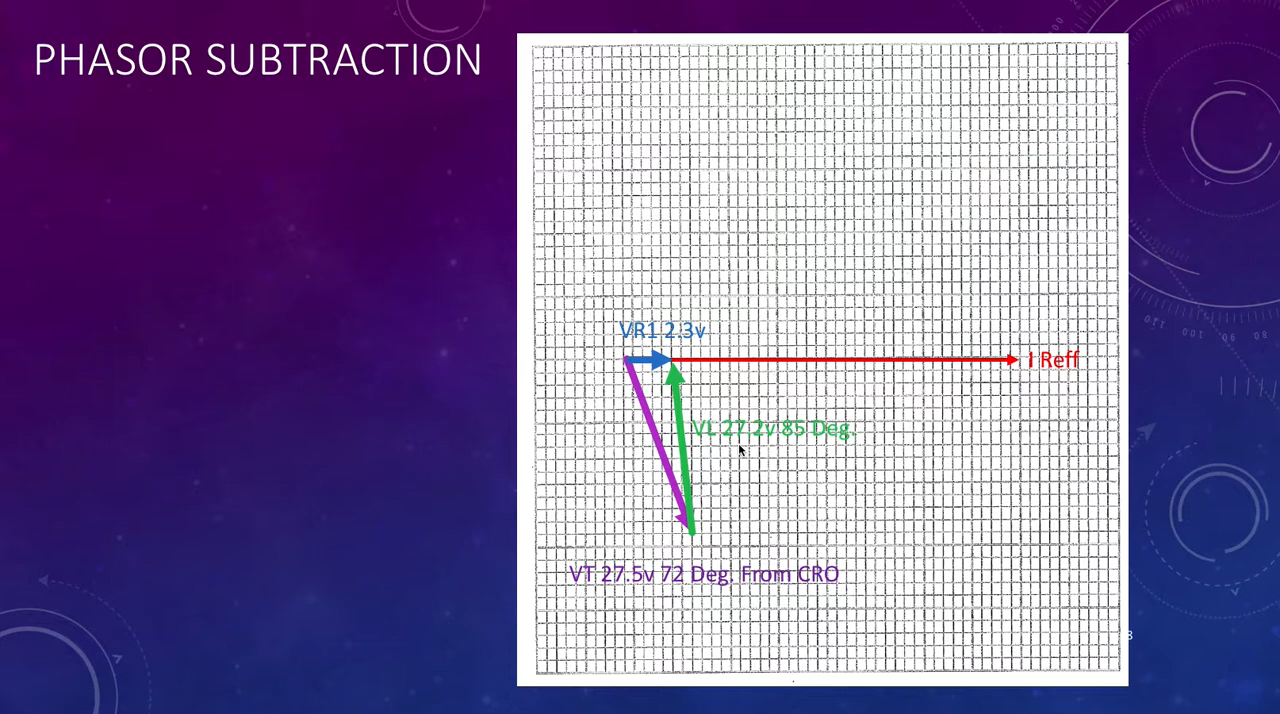 PHASOR SUBTRACTION
VR1 2.3v
I Reff
VL 27.2v 85 Deg.
VT 27.5v 72 Deg. From CRO